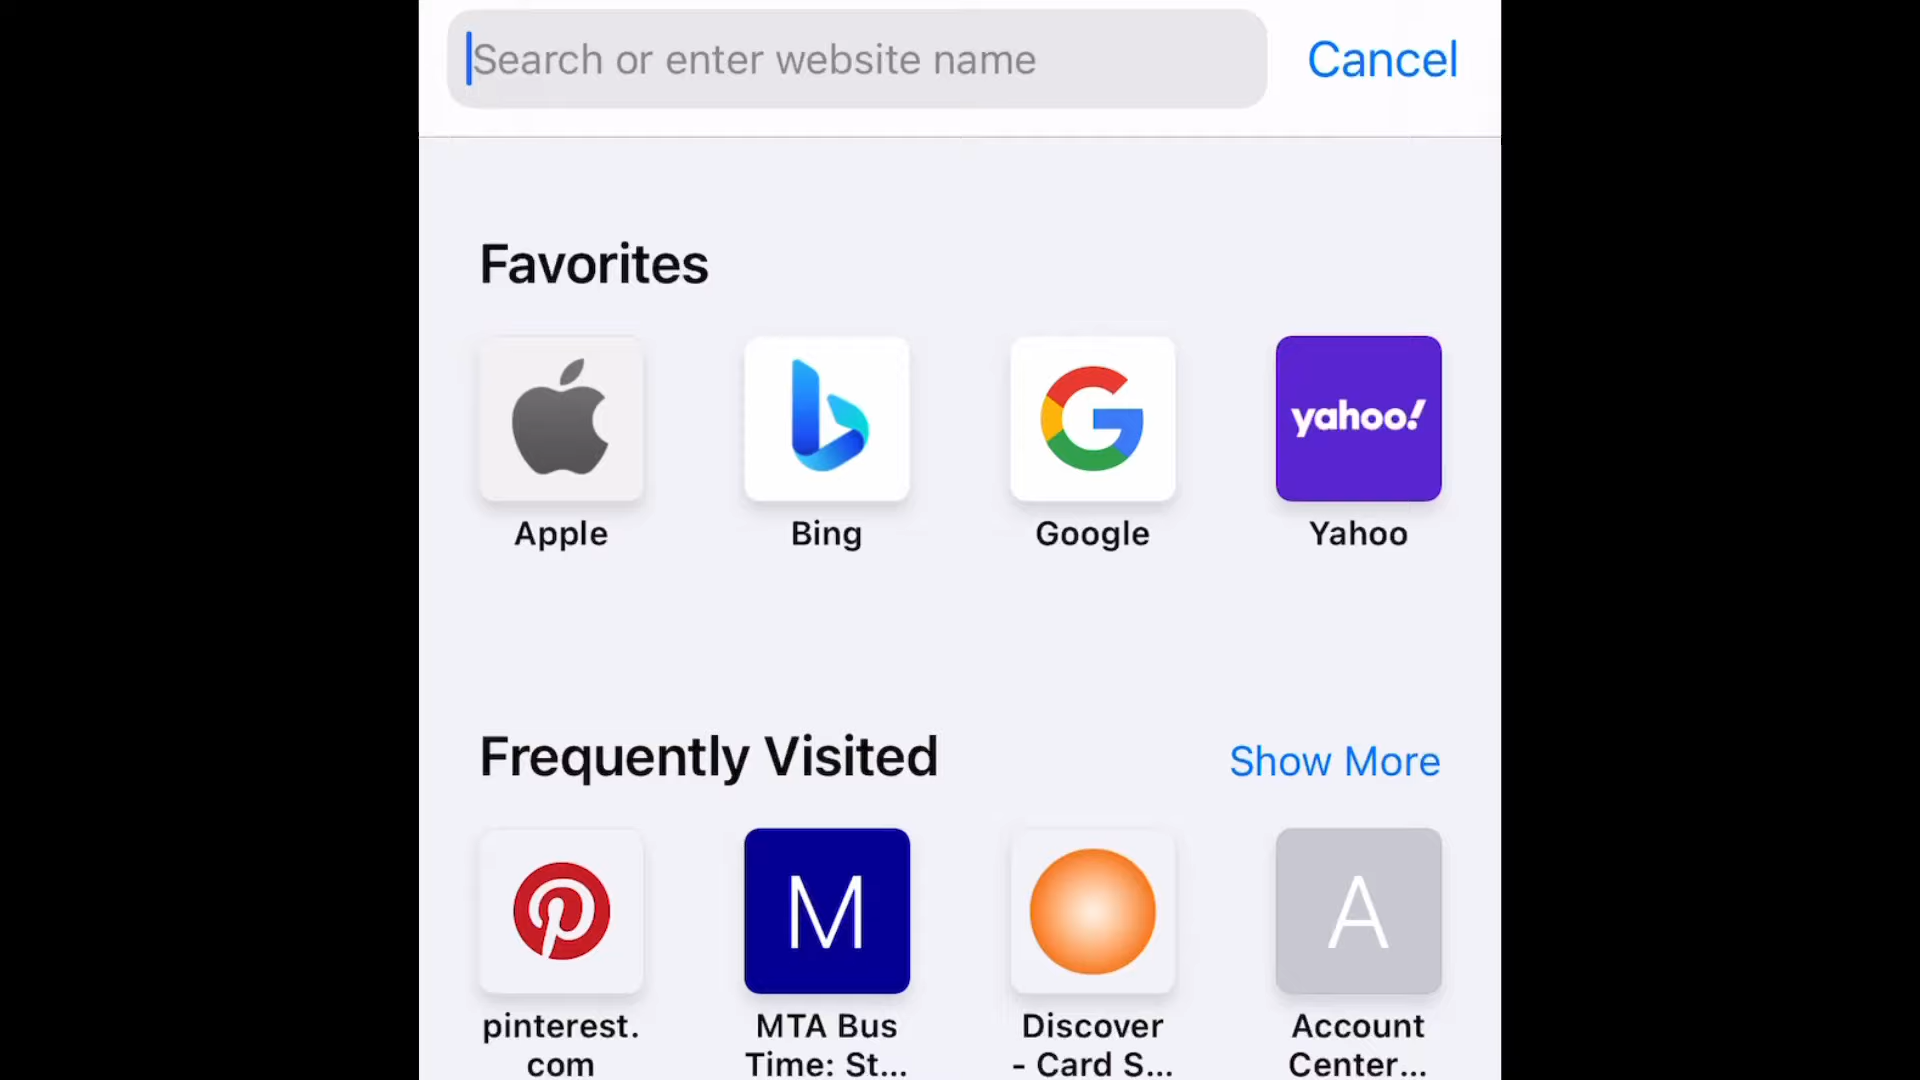 Search or enter website name
Cancel
Favorites
yahoo!
Apple
Bing
Google
Yahoo
Frequently Visited
Show More
M
A
pinterest.
com
MTA Bus
Time: St...
Discover
- Card S...
Account
Center...